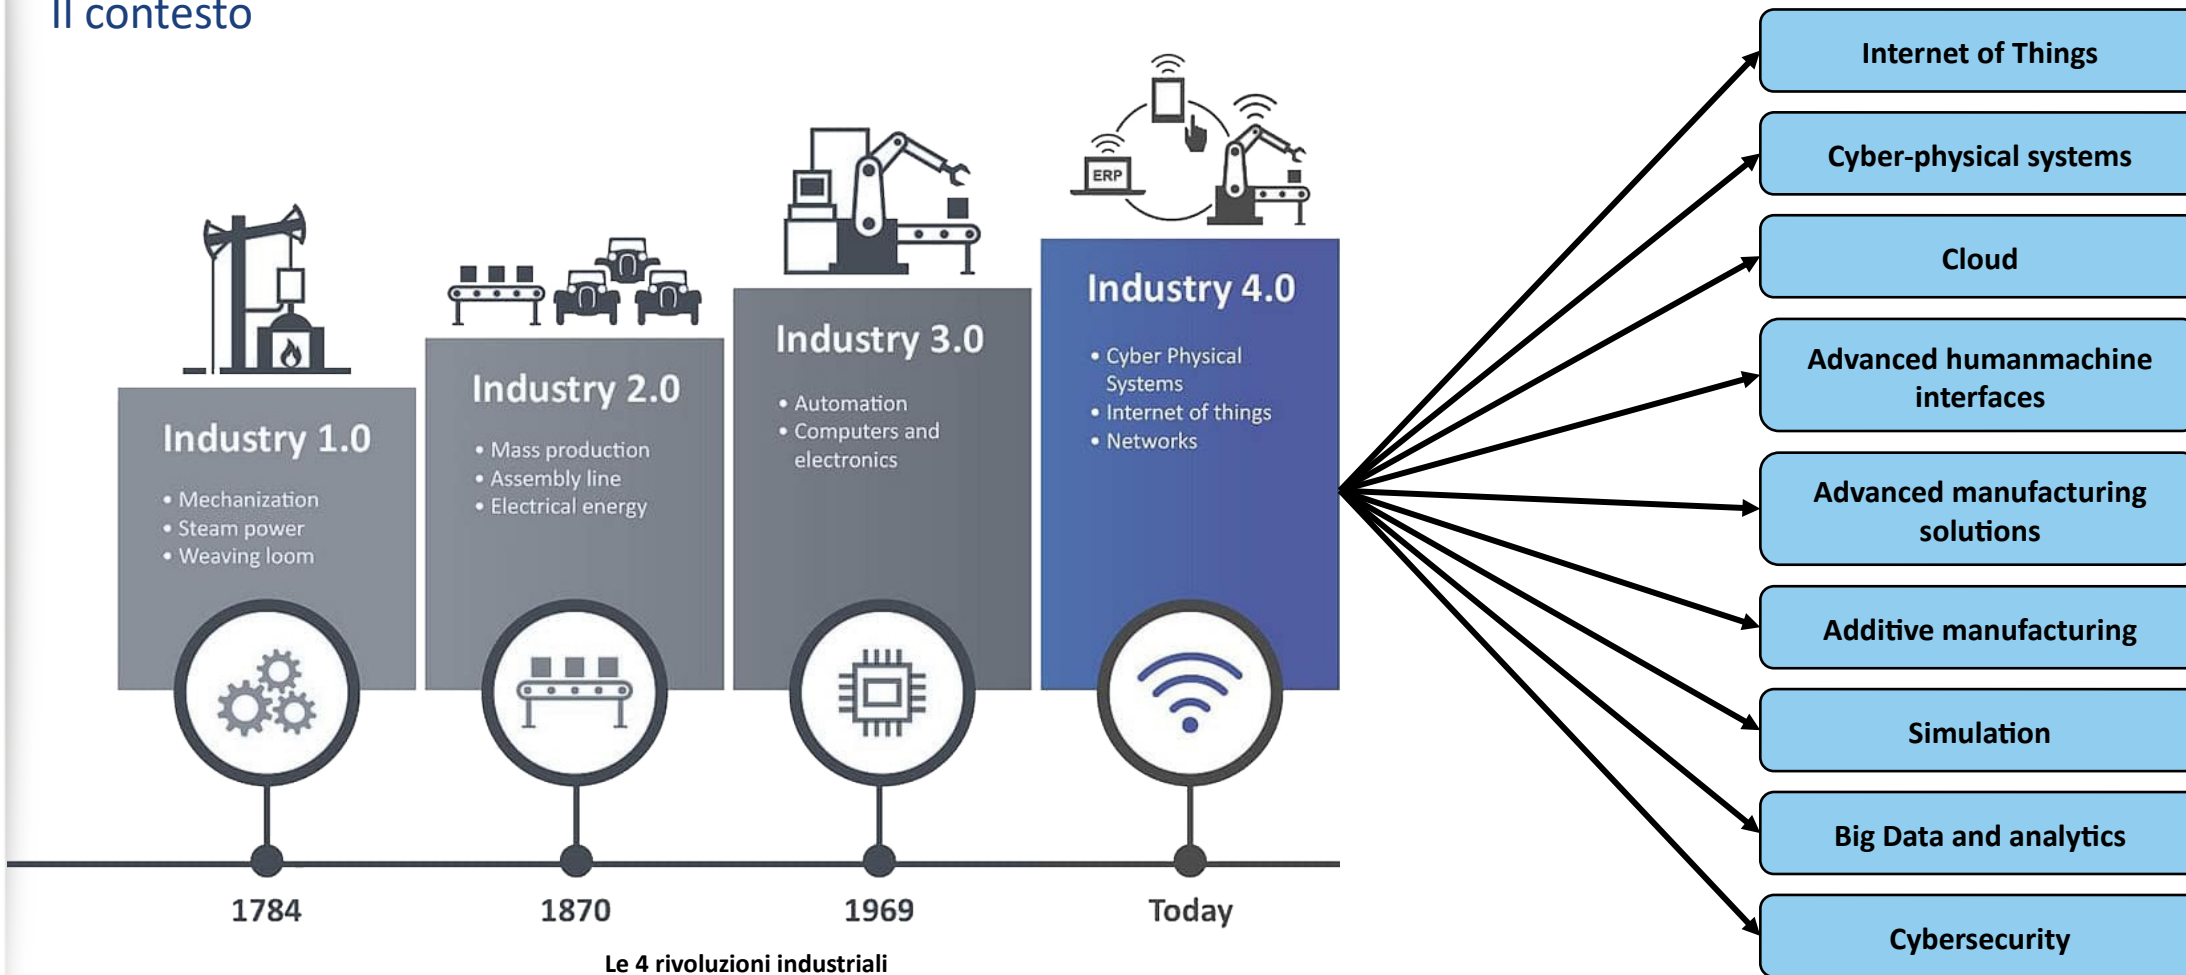 Il contesto
ERP
Industry 1.0
• Mechanization
• Steam power
• Weaving loom
Industry 2.0
• Mass production
• Assembly line
• Electrical energy
Industry 3.0
• Automation
• Computers and
electronics
Industry 4.0
• Cyber Physical
Systems
• Internet of things
• Networks
1784
1870
1969
Today
Le 4 rivoluzioni industriali
Internet of Things
Cyber-physical systems
Cloud
Advanced humanmachine
interfaces
Advanced manufacturing
solutions
Additive manufacturing
Simulation
Big Data and analytics
Cybersecurity